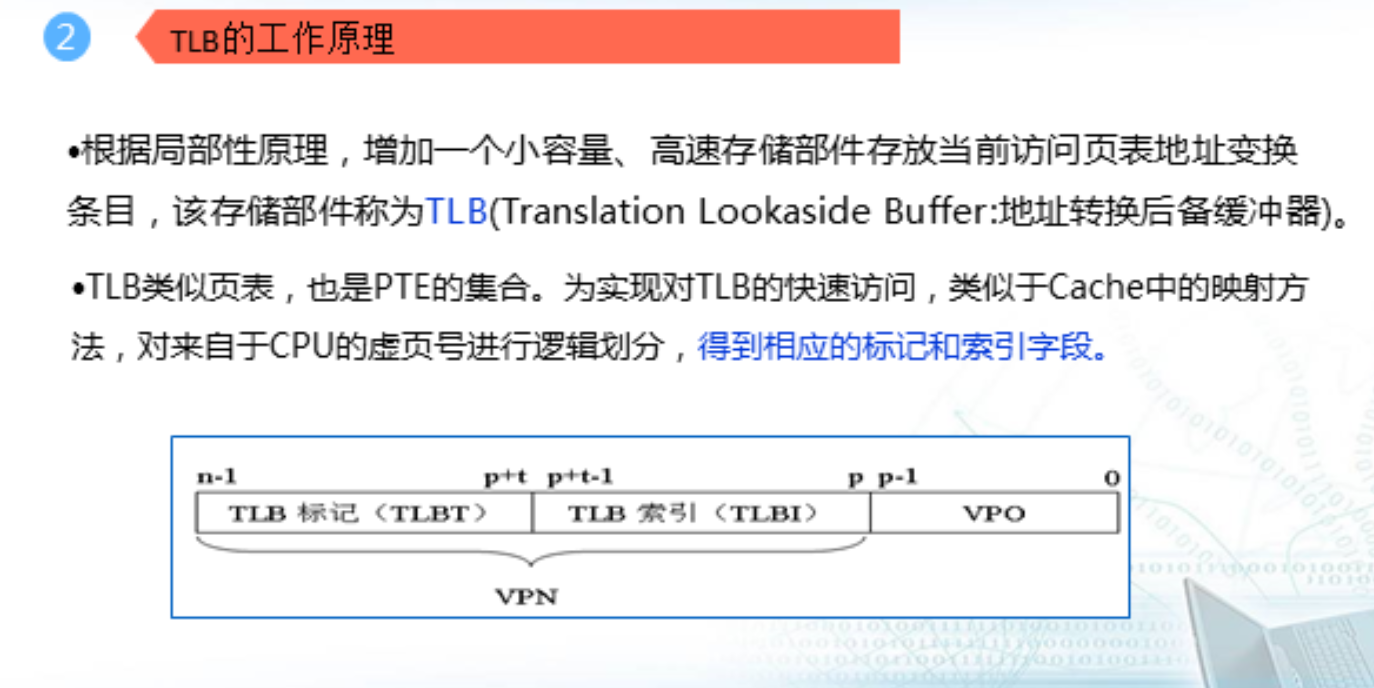 2
TLB的工作原理
•根据局部性原理，增加一个小容量、高速存储部件存放当前访问页表地址变换
条目，该存储部件称为TLB(Translation Lookaside Buffer:地址转换后备缓冲器)。
•TLB类似页表，也是PTE的集合。为实现对TLB的快速访问，类似于Cache中的映射方
法，对来自于CPU的虚页号进行逻辑划分，得到相应的标记和索引字段。
n-1 p+t p+t-1 p p-1 0
TLB 标记（TLBT） TLB 索引（TLBI） VPO
VPN